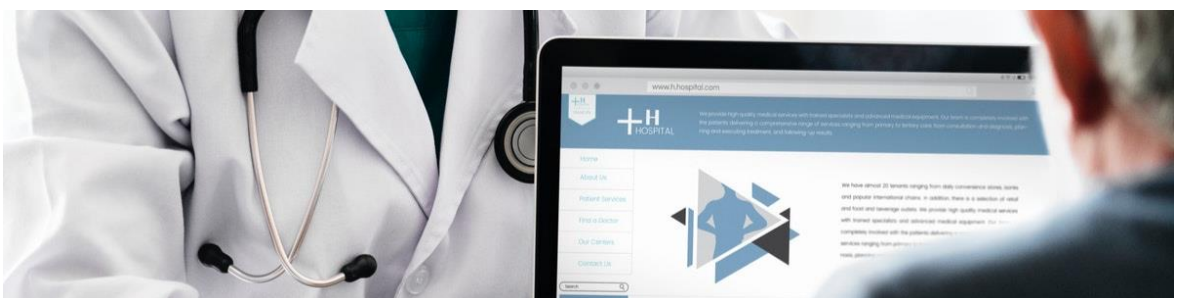 www.h.hospital.com
H
HOSPITAL
We provide high quality medical services with trained specialists and advanced medical equipment. Our team is completely involved with
the patients delivering a comprehensive range of services ranging from primary to tertiary care from consultation and diagnosis, plan-
ning and executing treatment, and following-up results.
Home
About Us
Patient Services
Find a Doctor
Our Centers
Contact Us
Search
We have almost 20 tenants ranging from daily convenience stores, banks
and popular international chains. In addition, there is a selection of retail
and food and beverage outlets. We provide high quality medical services
with trained specialists and advanced medical equipment.
completely involved with the patients delivering
services ranging from primary